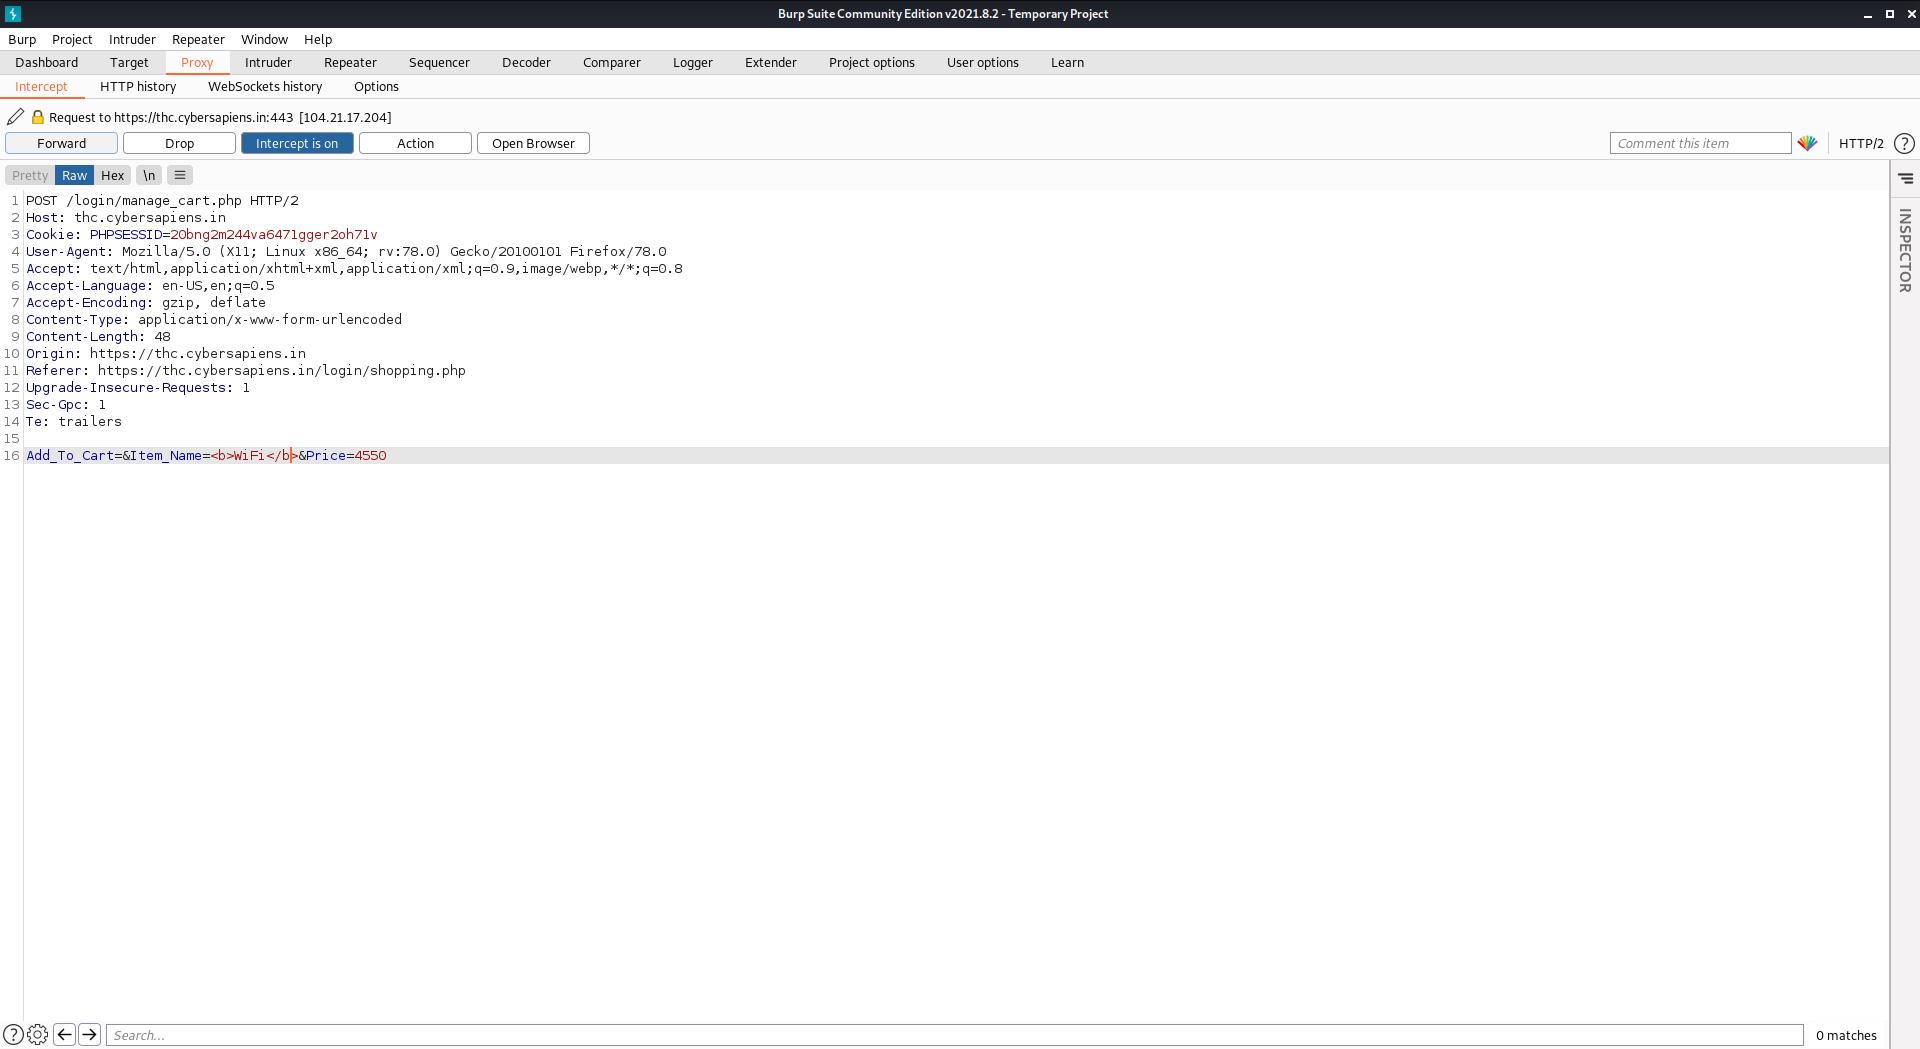 Burp Suite Community Edition v2021.8.2 - Temporary Project
Burp Project Intruder Repeater Window Help
Dashboard Target Proxy Intruder Repeater Sequencer Decoder Comparer Logger Extender Project options User options Learn
Intercept HTTP history WebSockets history Options
Request to https://thc.cybersapiens.in:443 [104.21.17.204]
Forward Drop Intercept is on Action Open Browser Comment this item HTTP/2 ?
Pretty Raw Hex \n
INSPECTOR
1 POST /login/manage_cart.php HTTP/2
2 Host: thc.cybersapiens.in
3 Cookie: PHPSESSID=20bng2m244va6471gger2oh71v
4 User-Agent: Mozilla/5.0 (X11; Linux x86_64; rv:78.0) Gecko/20100101 Firefox/78.0
5 Accept: text/html,application/xhtml+xml,application/xml;q=0.9,image/webp,*/*;q=0.8
6 Accept-Language: en-US,en;q=0.5
7 Accept-Encoding: gzip, deflate
8 Content-Type: application/x-www-form-urlencoded
9 Content-Length: 48
10 Origin: https://thc.cybersapiens.in
11 Referer: https://thc.cybersapiens.in/login/shopping.php
12 Upgrade-Insecure-Requests: 1
13 Sec-Gpc: 1
14 Te: trailers
15
16 Add_To_Cart=&Item_Name=<b>WiFi</b>&Price=4550
? Search... 0 matches